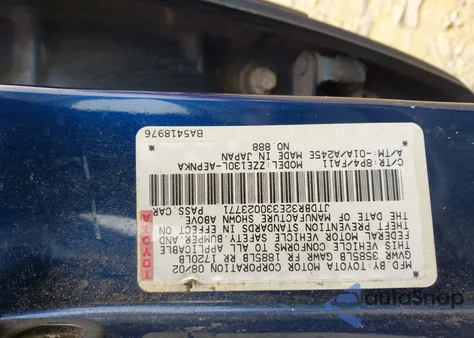 MFD BY: TOYOTA MOTOR CORPORATION 08/02
GVWR 3585LB GAWR FR 1885LB RR 1720LB
THIS VEHICLE CONFORMS TO ALL APPLICABLE
FEDERAL MOTOR VEHICLE SAFETY, BUMPER, AND
THEFT PREVENTION STANDARDS IN EFFECT ON
THE DATE OF MANUFACTURE SHOWN ABOVE.
JTDBR32E330023771 PASS CAR
C/TR: 8P4/FA11 MODEL: ZZE130L-AEPNKA
A/TM: -01A/A245E MADE IN JAPAN
NO 888
BA5418976
TOYOTA
autoSnap